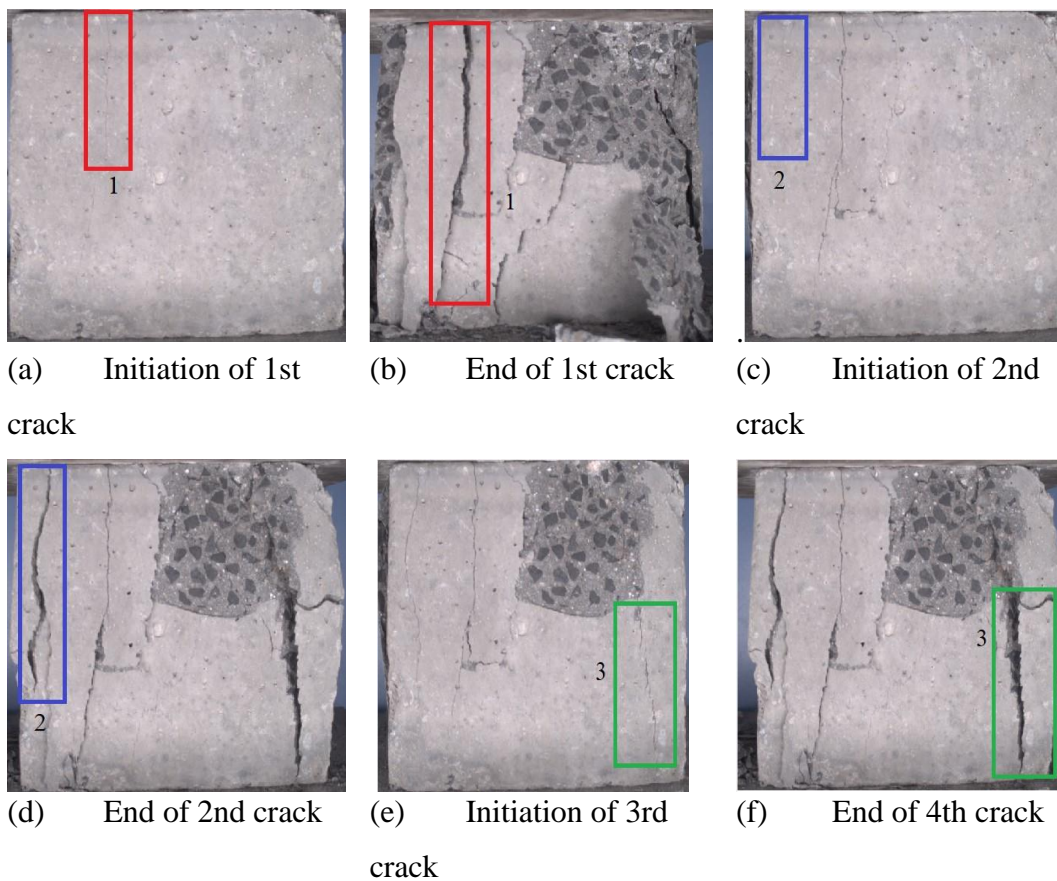 1
1
2
.
(a) Initiation of 1st
crack
(b) End of 1st crack
(c) Initiation of 2nd
crack
2
3
3
(d) End of 2nd crack
(e) Initiation of 3rd
crack
(f) End of 4th crack